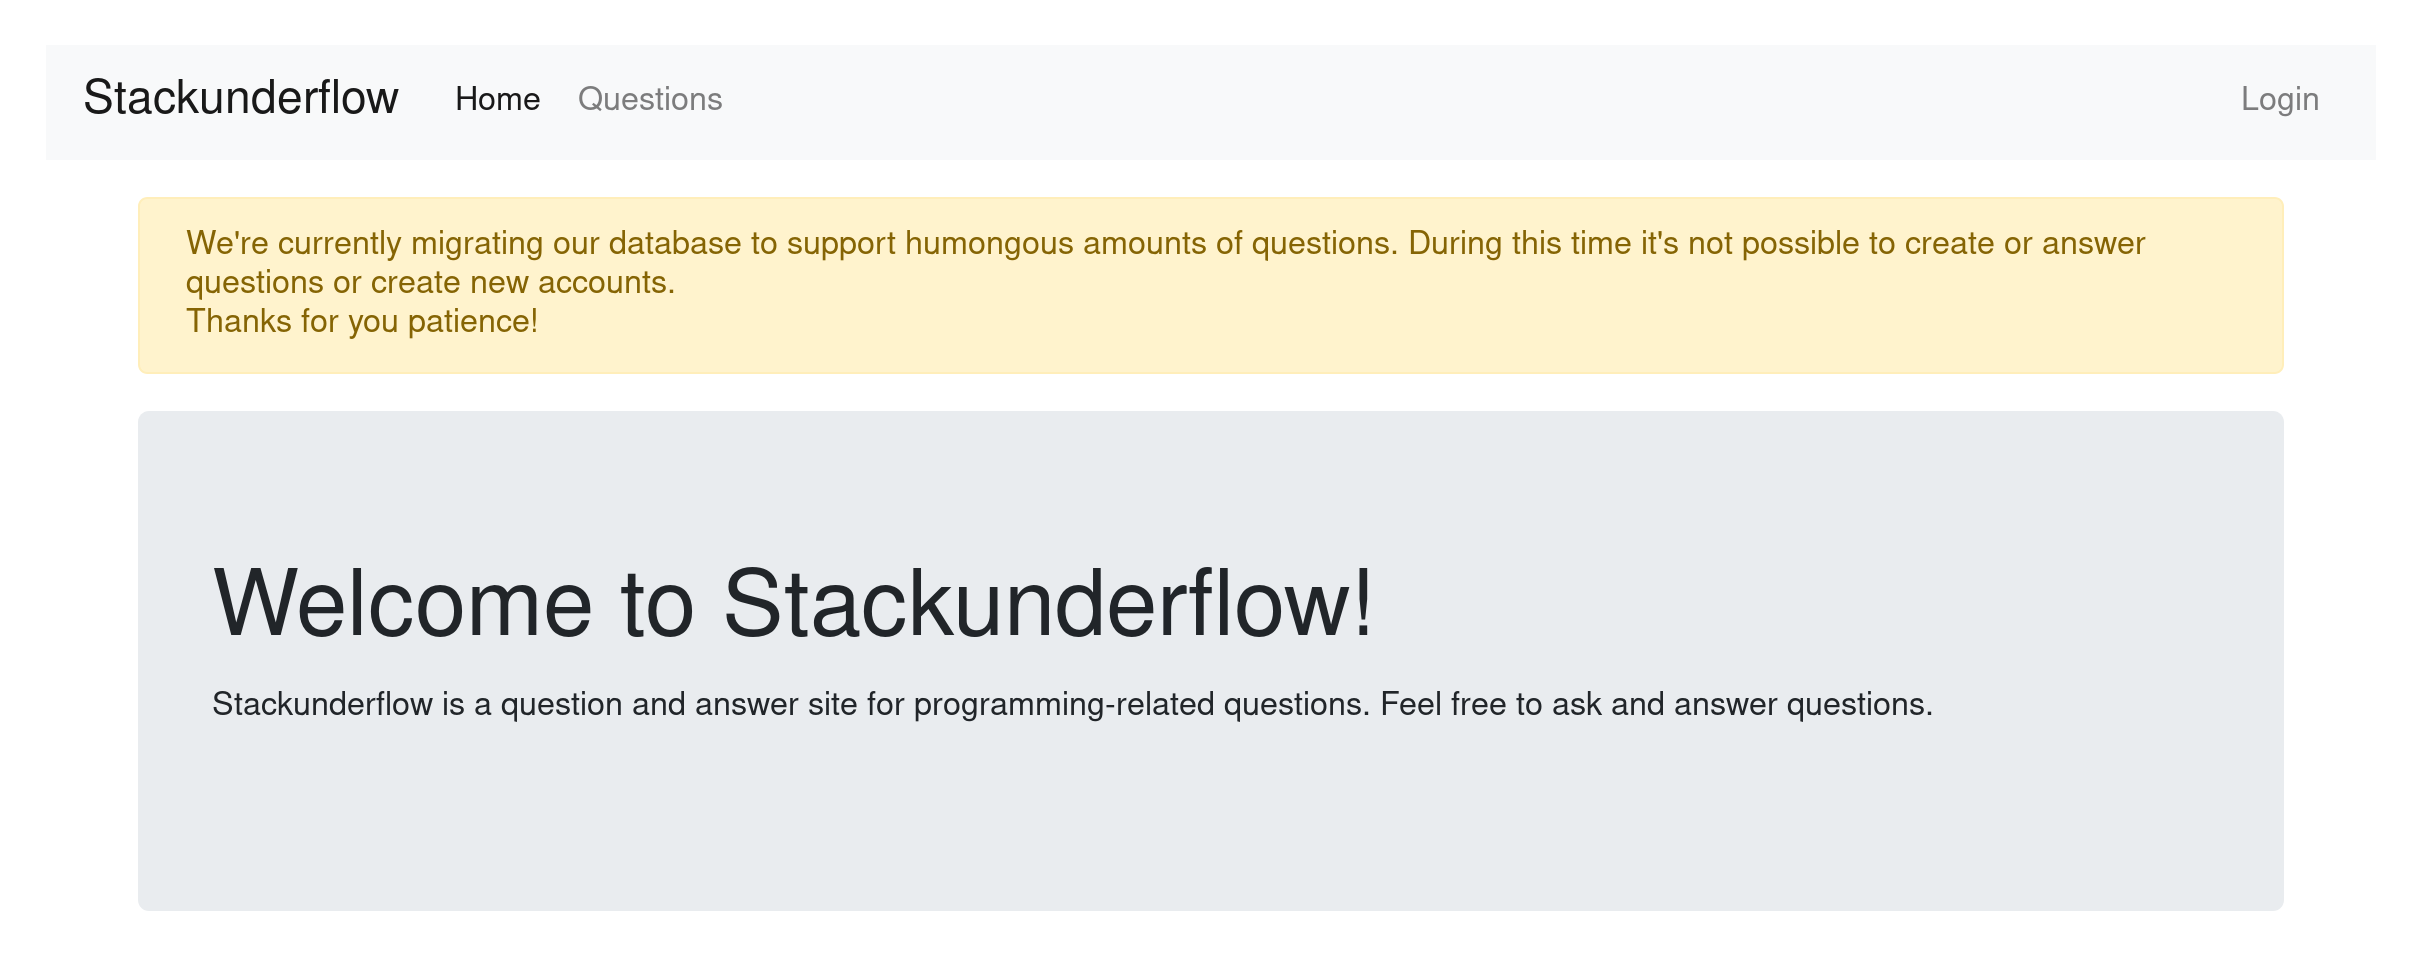 Stackunderflow Home Questions Login
We're currently migrating our database to support humongous amounts of questions. During this time it's not possible to create or answer
questions or create new accounts.
Thanks for you patience!
Welcome to Stackunderflow!
Stackunderflow is a question and answer site for programming-related questions. Feel free to ask and answer questions.